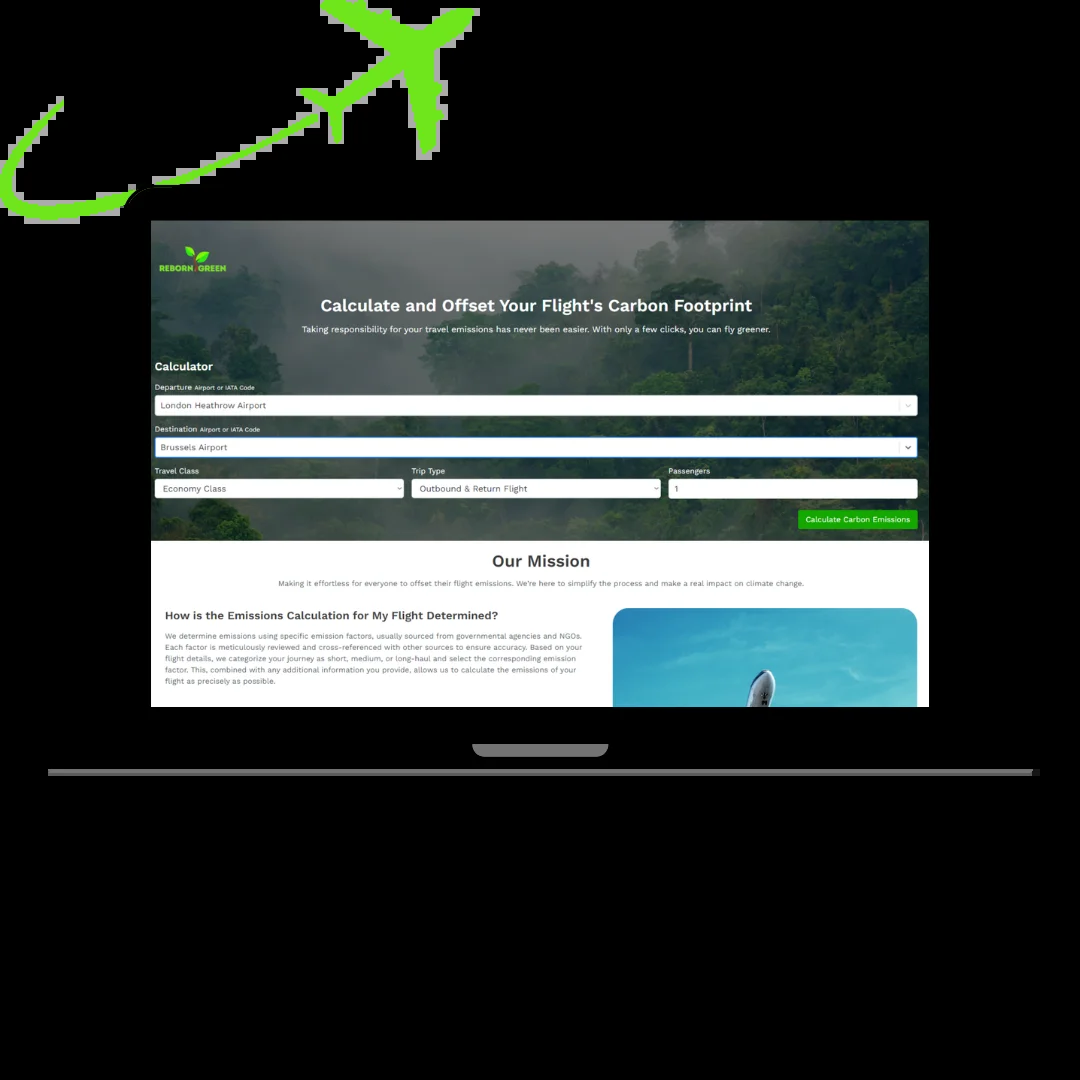 REBORN GREEN
Calculate and Offset Your Flight's Carbon Footprint
Taking responsibility for your travel emissions has never been easier. With only a few clicks, you can fly greener.
Calculator
Departure Airport or IATA Code
London Heathrow Airport
Destination Airport or IATA Code
Brussels Airport
Travel Class Trip Type Passengers
Economy Class Outbound & Return Flight 1
Calculate Carbon Emissions
Our Mission
Making it effortless for everyone to offset their flight emissions. We're here to simplify the process and make a real impact on climate change.
How is the Emissions Calculation for My Flight Determined?
We determine emissions using specific emission factors, usually sourced from governmental agencies and NGOs.
Each factor is meticulously reviewed and cross-referenced with other sources to ensure accuracy. Based on your
flight details, we categorize your journey as short, medium, or long-haul and select the corresponding emission
factor. This, combined with any additional information you provide, allows us to calculate the emissions of your
flight as precisely as possible.